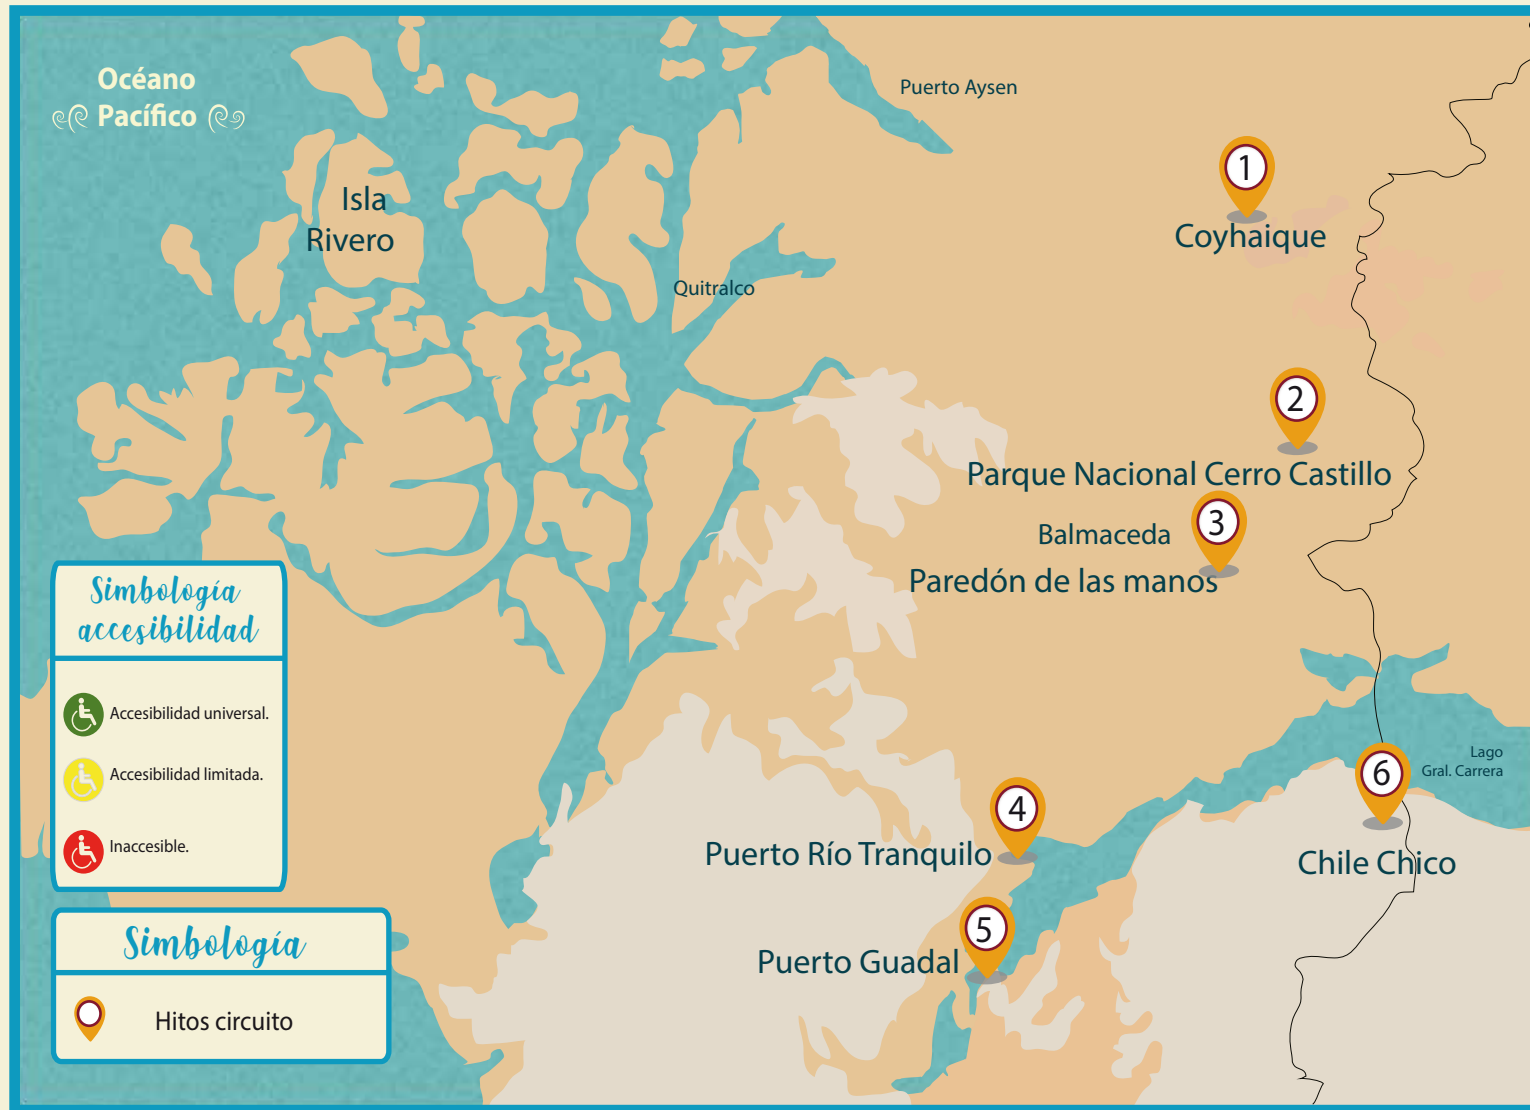 Océano
Pacífico
Puerto Aysen
1
Coyhaique
Isla
Rivero
Quitralco
2
Parque Nacional Cerro Castillo
3
Balmaceda
Paredón de las manos
Simbología
accesibilidad
Accesibilidad universal.
Accesibilidad limitada.
Inaccesible.
Lago
Gral. Carrera
6
Chile Chico
4
Puerto Río Tranquilo
5
Puerto Guadal
Simbología
Hitos circuito